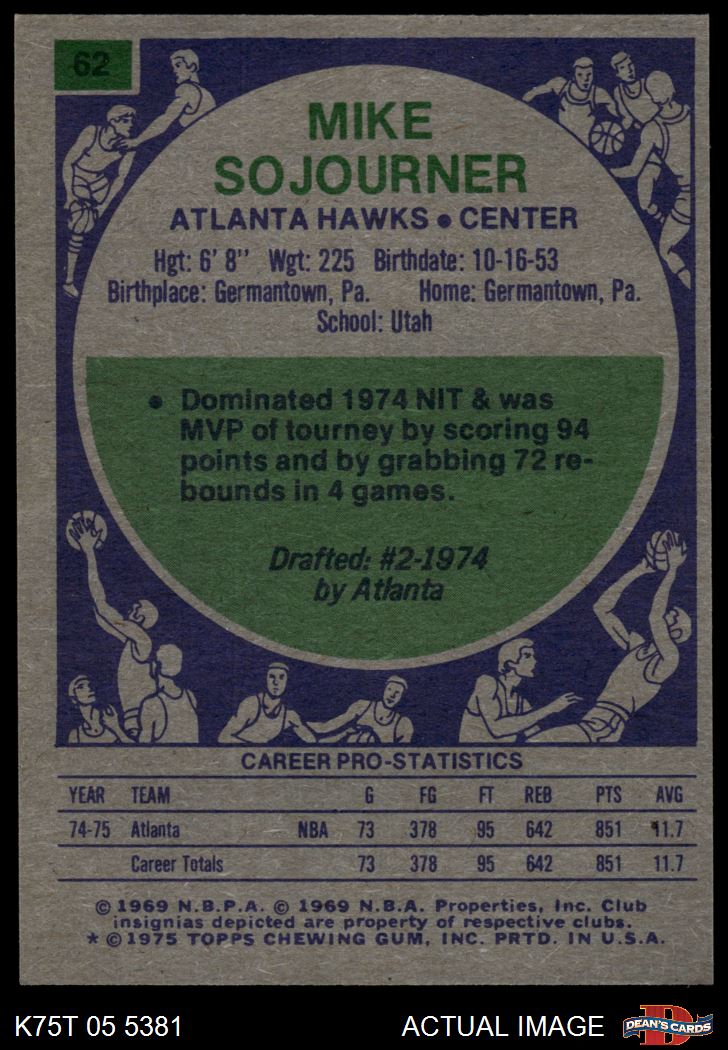 62
MIKE
SOJOURNER
ATLANTA HAWKS • CENTER
Hgt: 6' 8" Wgt: 225 Birthdate: 10-16-53
Birthplace: Germantown, Pa. Home: Germantown, Pa.
School: Utah
• Dominated 1974 NIT & was
MVP of tourney by scoring 94
points and by grabbing 72 re-
bounds in 4 games.
Drafted: #2-1974
by Atlanta
CAREER PRO-STATISTICS
YEAR TEAM G FG FT REB PTS AVG
74-75 Atlanta NBA 73 378 95 642 851 11.7
Career Totals 73 378 95 642 851 11.7
© 1969 N.B.P.A. © 1969 N.B.A. Properties, Inc. Club
insignias depicted are property of respective clubs.
* © 1975 TOPPS CHEWING GUM, INC. PRTD. IN U.S.A.
K75T 05 5381 ACTUAL IMAGE
D
DEAN'S CARDS